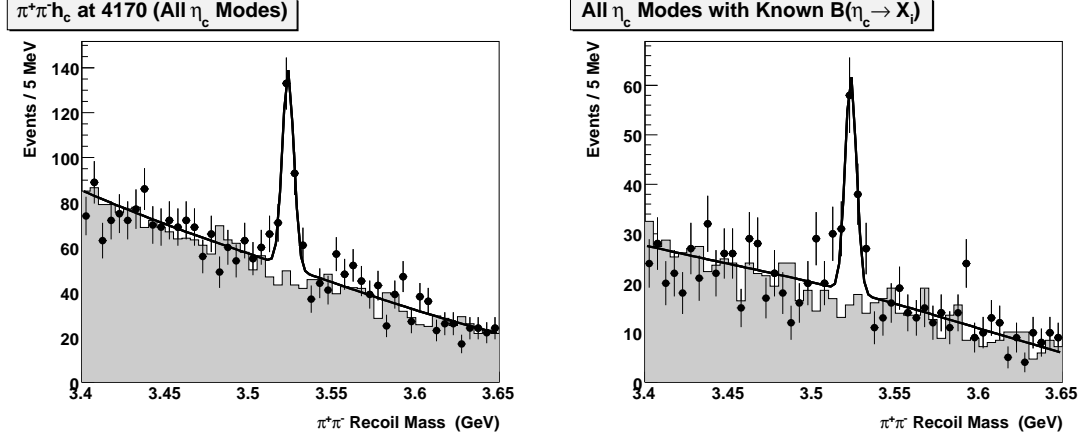 π⁺π⁻h_c at 4170 (All η_c Modes)
Events / 5 MeV
140
120
100
80
60
40
20
0
3.4 3.45 3.5 3.55 3.6 3.65
π⁺π⁻ Recoil Mass (GeV)
All η_c Modes with Known B(η_c→ X_i)
Events / 5 MeV
60
50
40
30
20
10
0
3.4 3.45 3.5 3.55 3.6 3.65
π⁺π⁻ Recoil Mass (GeV)